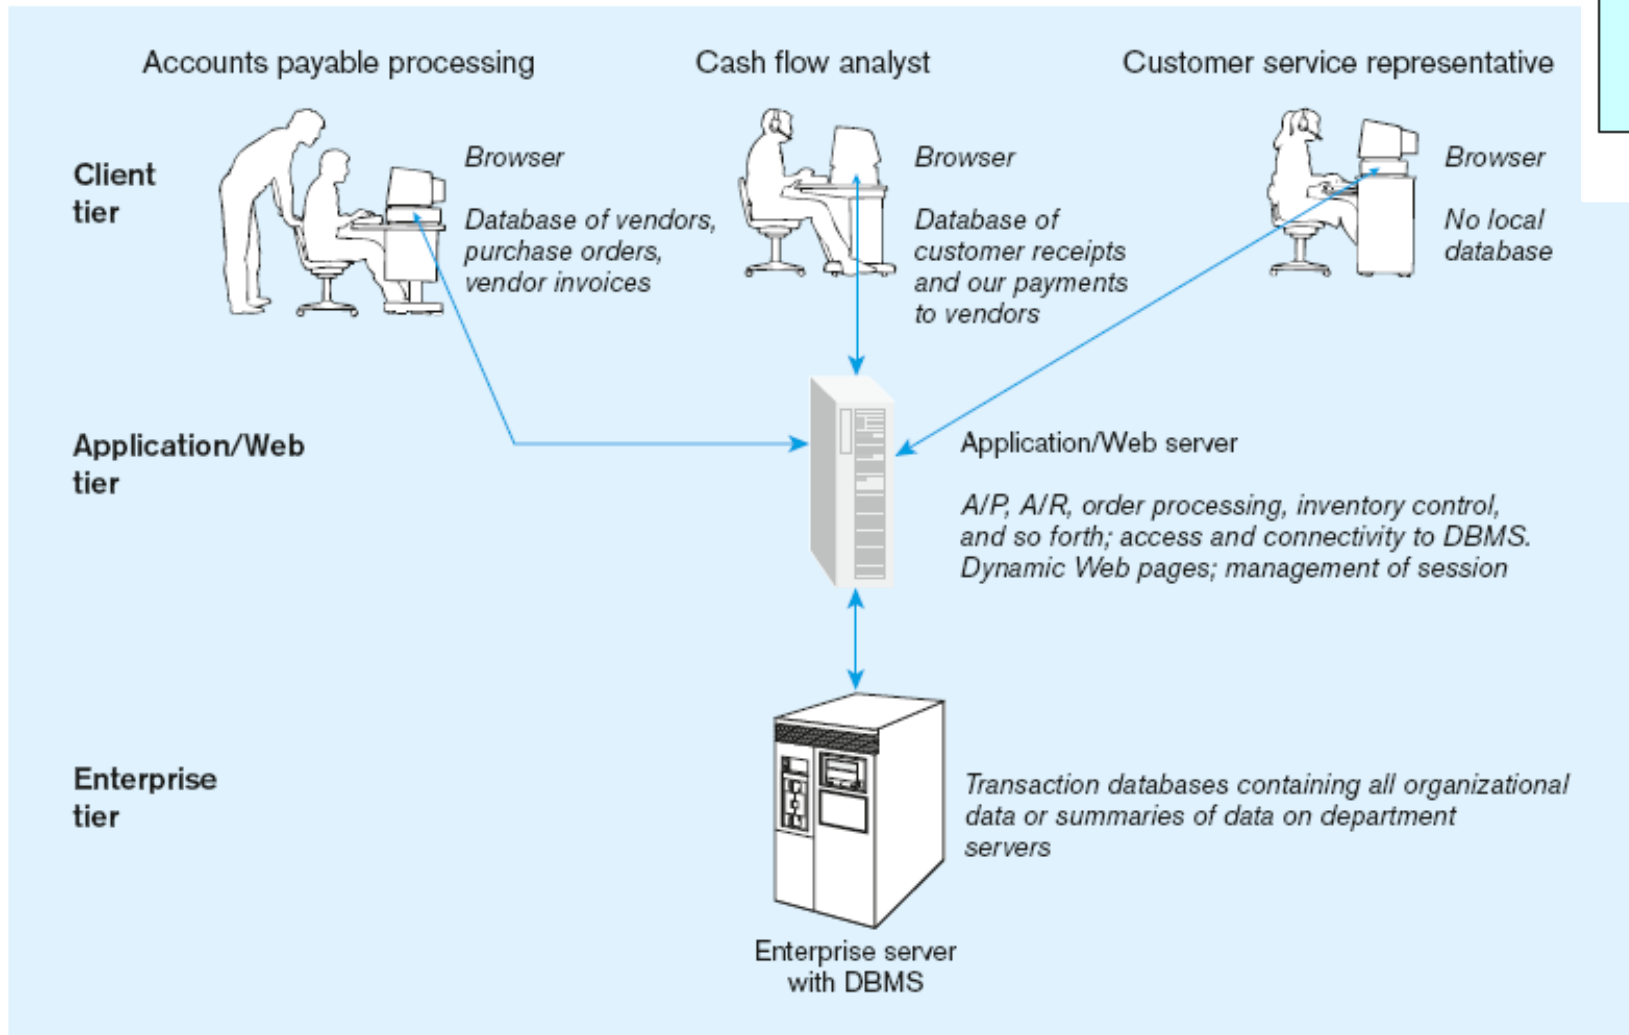 Accounts payable processing
Cash flow analyst
Customer service representative
Client
tier
Browser
Database of vendors,
purchase orders,
vendor invoices
Browser
Database of
customer receipts
and our payments
to vendors
Browser
No local
database
Application/Web
tier
Application/Web server
A/P, A/R, order processing, inventory control,
and so forth; access and connectivity to DBMS.
Dynamic Web pages; management of session
Enterprise
tier
Transaction databases containing all organizational
data or summaries of data on department
servers
Enterprise server
with DBMS